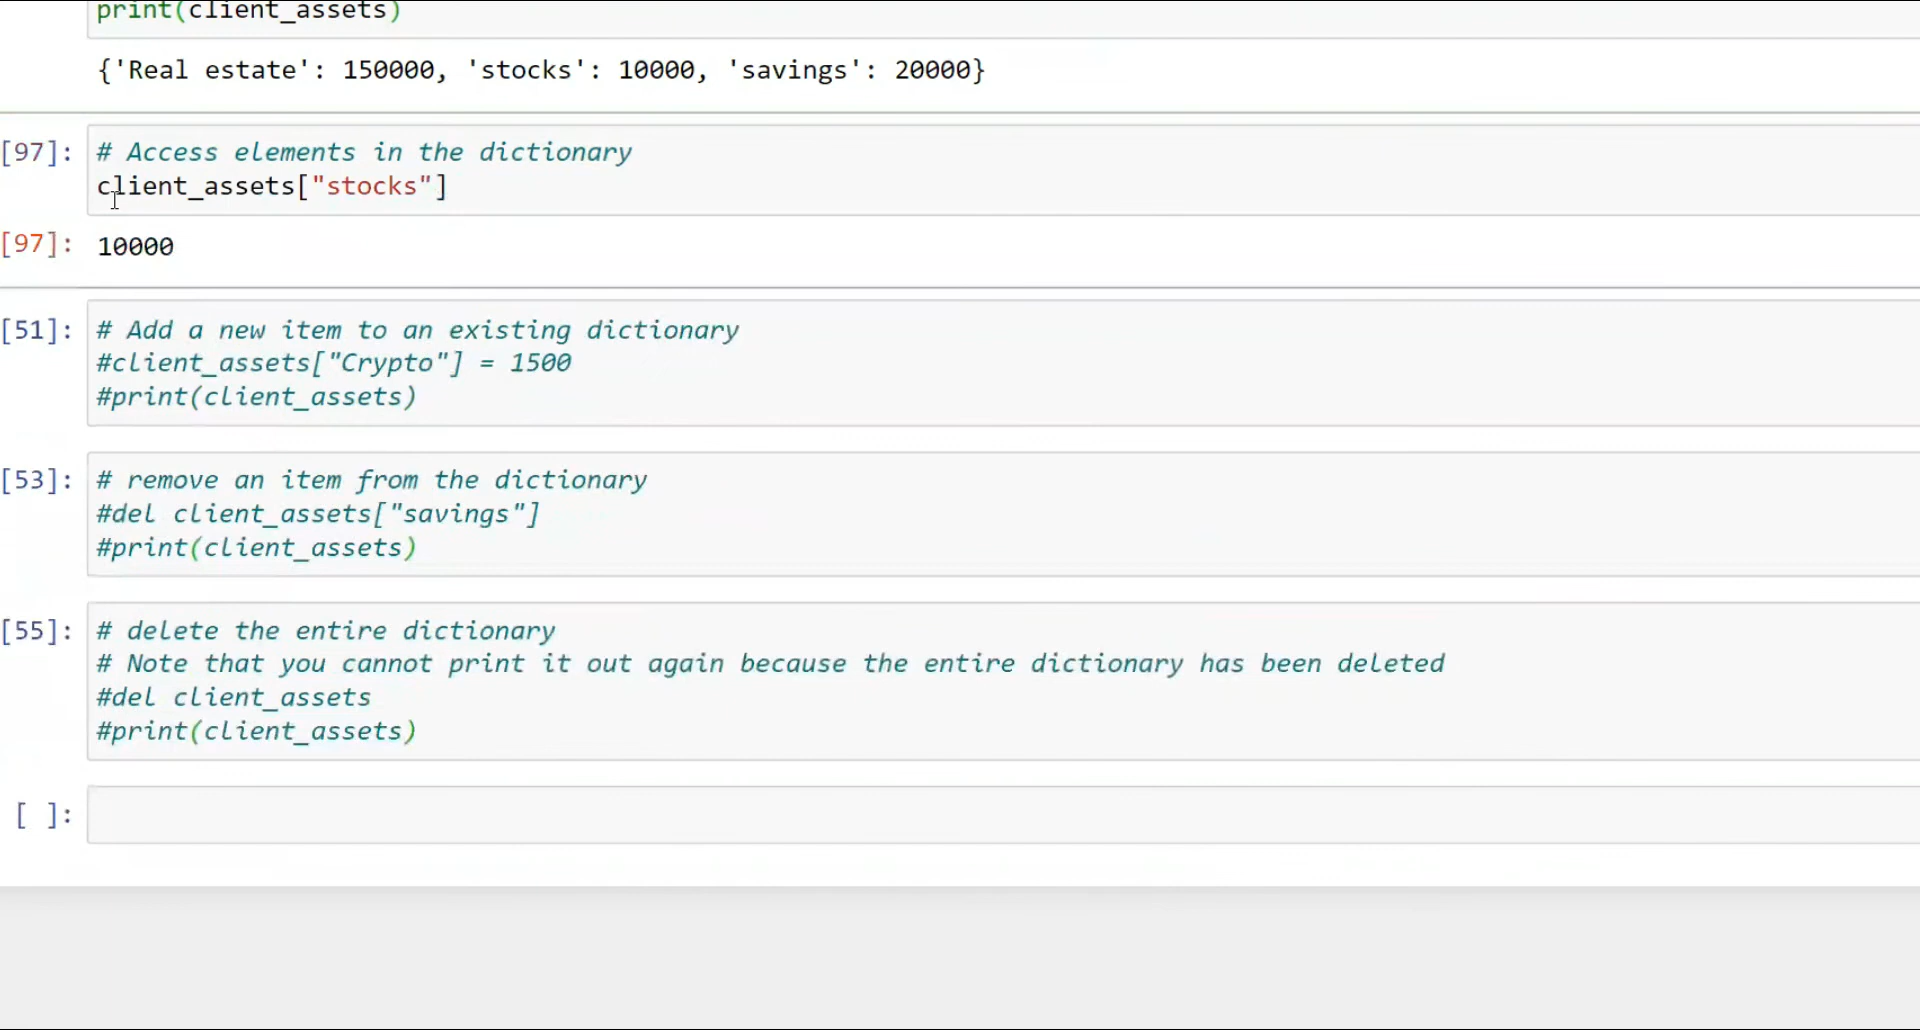 print(client_assets)
{'Real estate': 150000, 'stocks': 10000, 'savings': 20000}
[97]: # Access elements in the dictionary
client_assets["stocks"]
[97]: 10000
[51]: # Add a new item to an existing dictionary
#client_assets["Crypto"] = 1500
#print(client_assets)
[53]: # remove an item from the dictionary
#del client_assets["savings"]
#print(client_assets)
[55]: # delete the entire dictionary
# Note that you cannot print it out again because the entire dictionary has been deleted
#del client_assets
#print(client_assets)
[ ]: